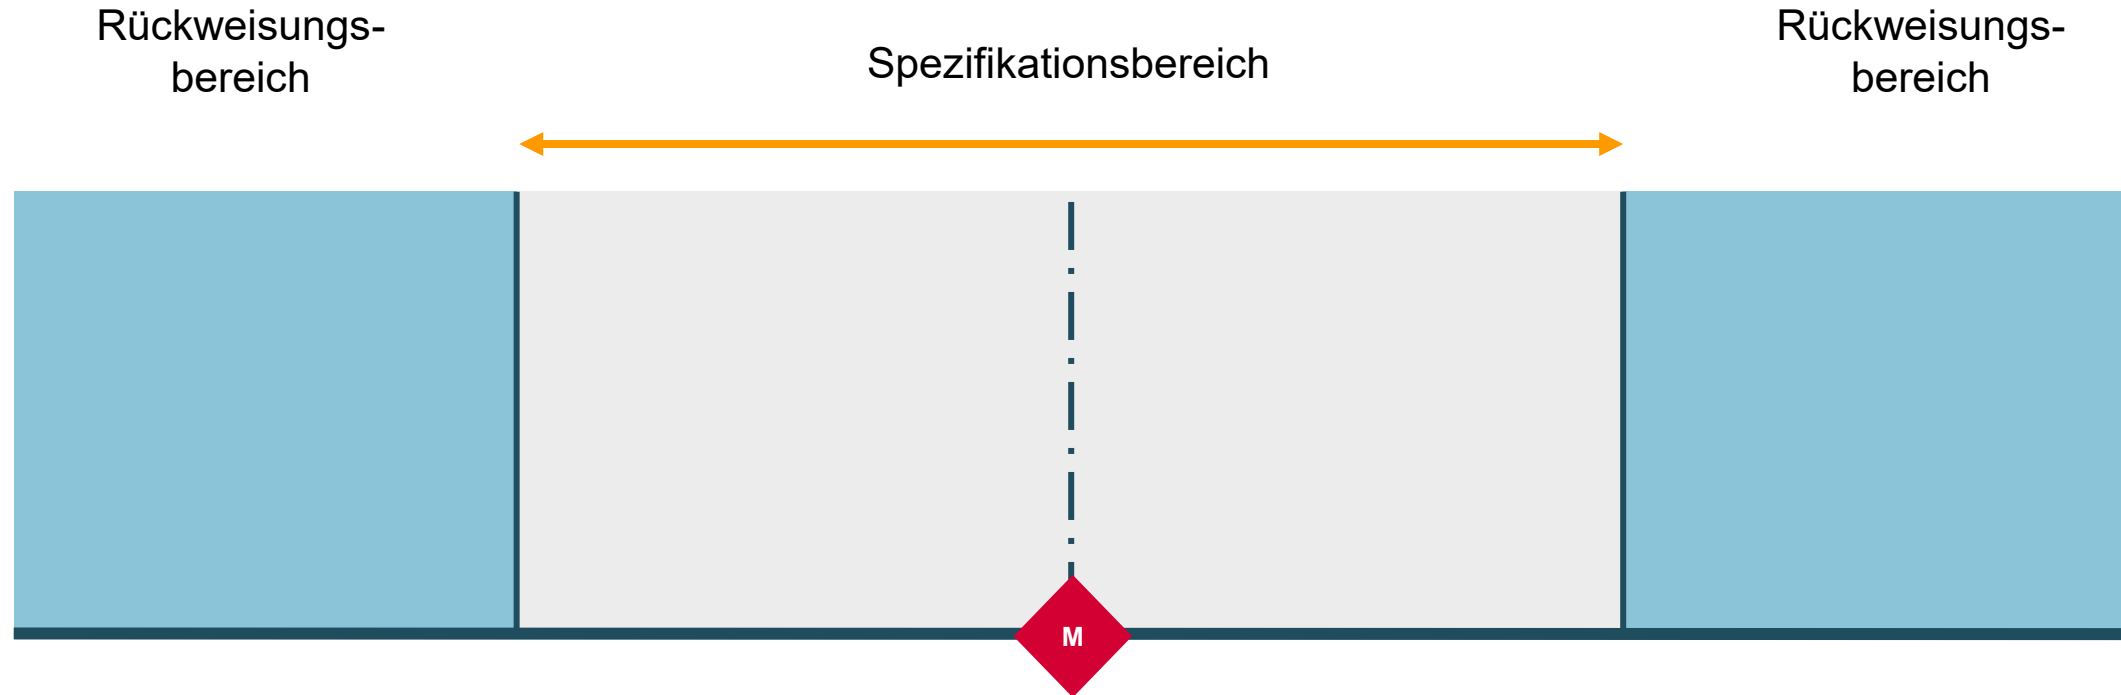 Rückweisungs-
bereich
Spezifikationsbereich
Rückweisungs-
bereich
M